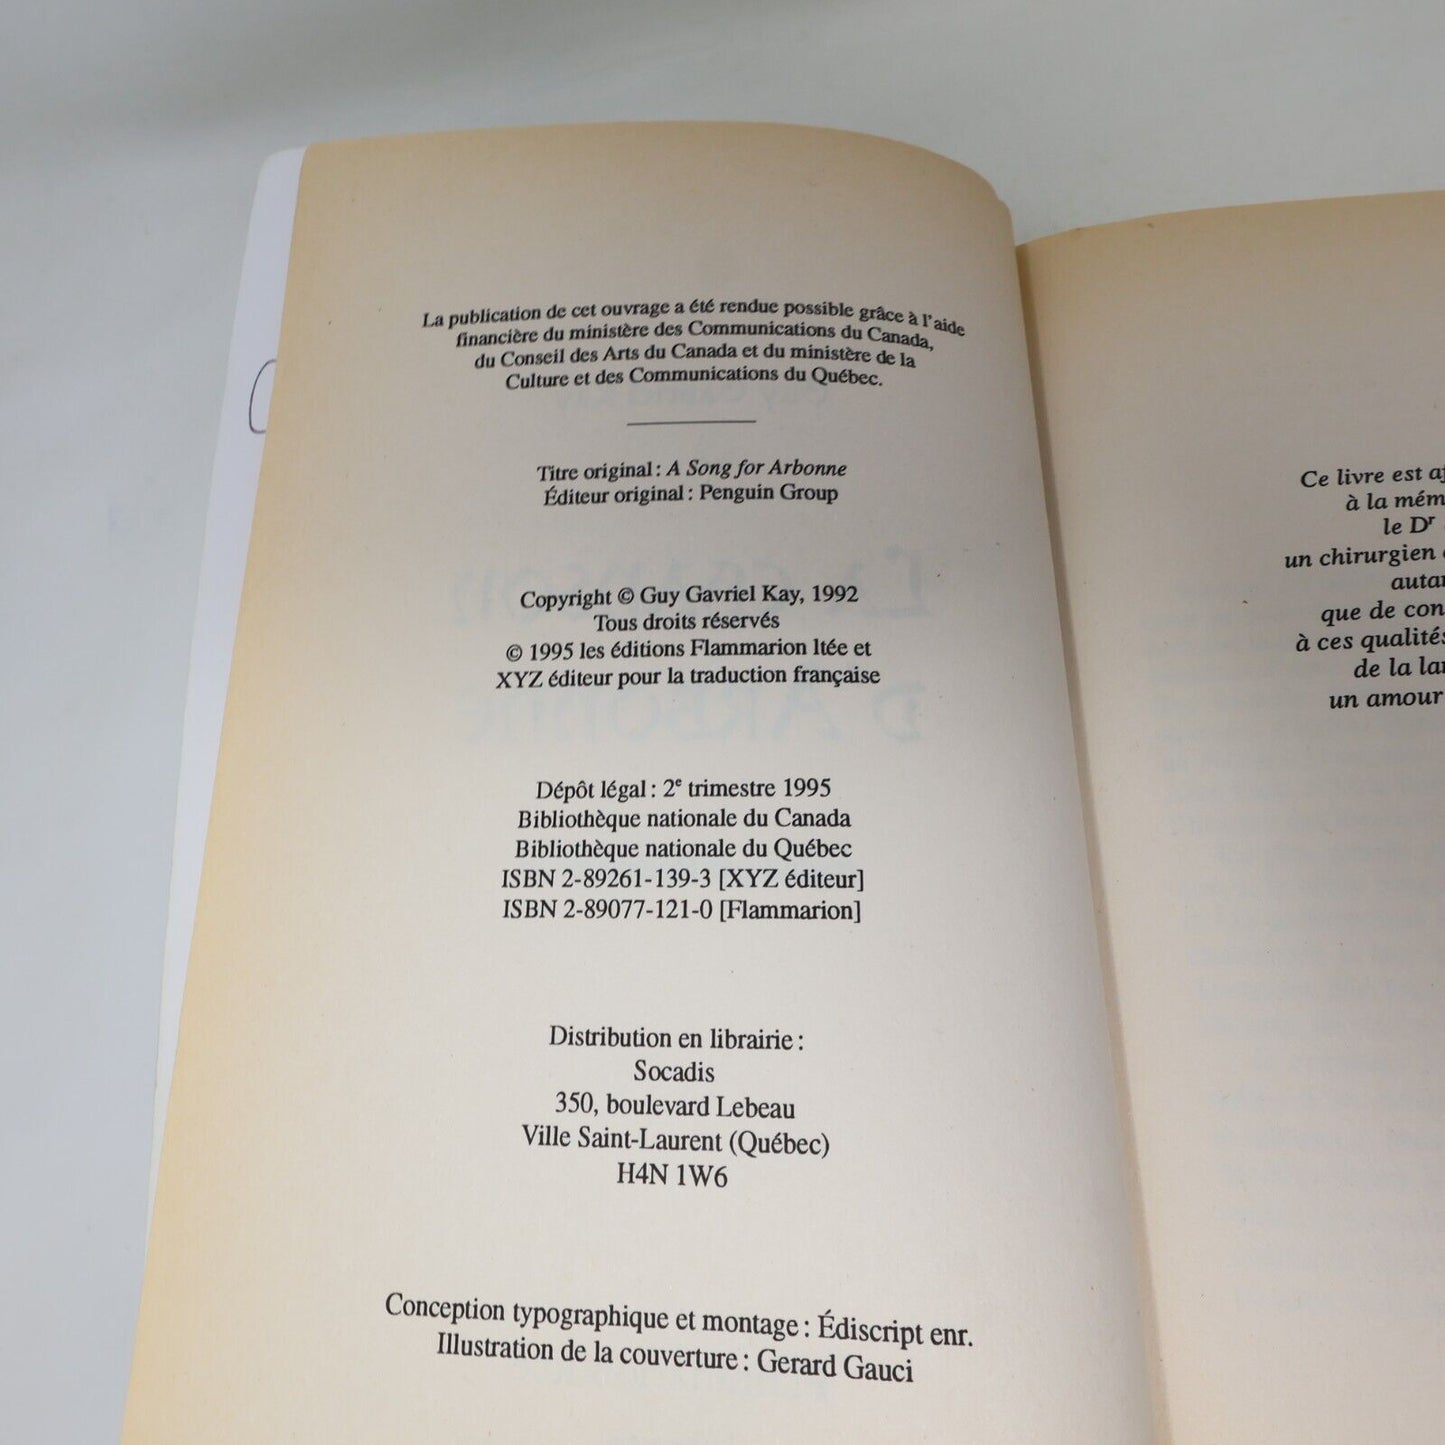 La publication de cet ouvrage a été rendue possible grâce à l'aide
financière du ministère des Communications du Canada,
du Conseil des Arts du Canada et du ministère de la
Culture et des Communications du Québec.
Titre original : A Song for Arbonne
Éditeur original : Penguin Group
Copyright © Guy Gavriel Kay, 1992
Tous droits réservés
© 1995 les éditions Flammarion ltée et
XYZ éditeur pour la traduction française
Dépôt légal : 2e trimestre 1995
Bibliothèque nationale du Canada
Bibliothèque nationale du Québec
ISBN 2-89261-139-3 [XYZ éditeur]
ISBN 2-89077-121-0 [Flammarion]
Distribution en librairie :
Socadis
350, boulevard Lebeau
Ville Saint-Laurent (Québec)
H4N 1W6
Conception typographique et montage : Édiscript enr.
Illustration de la couverture : Gerard Gauci
Ce livre est
à la
le Dr
un chirurgien
que de
à ces qualités
de la
un amour